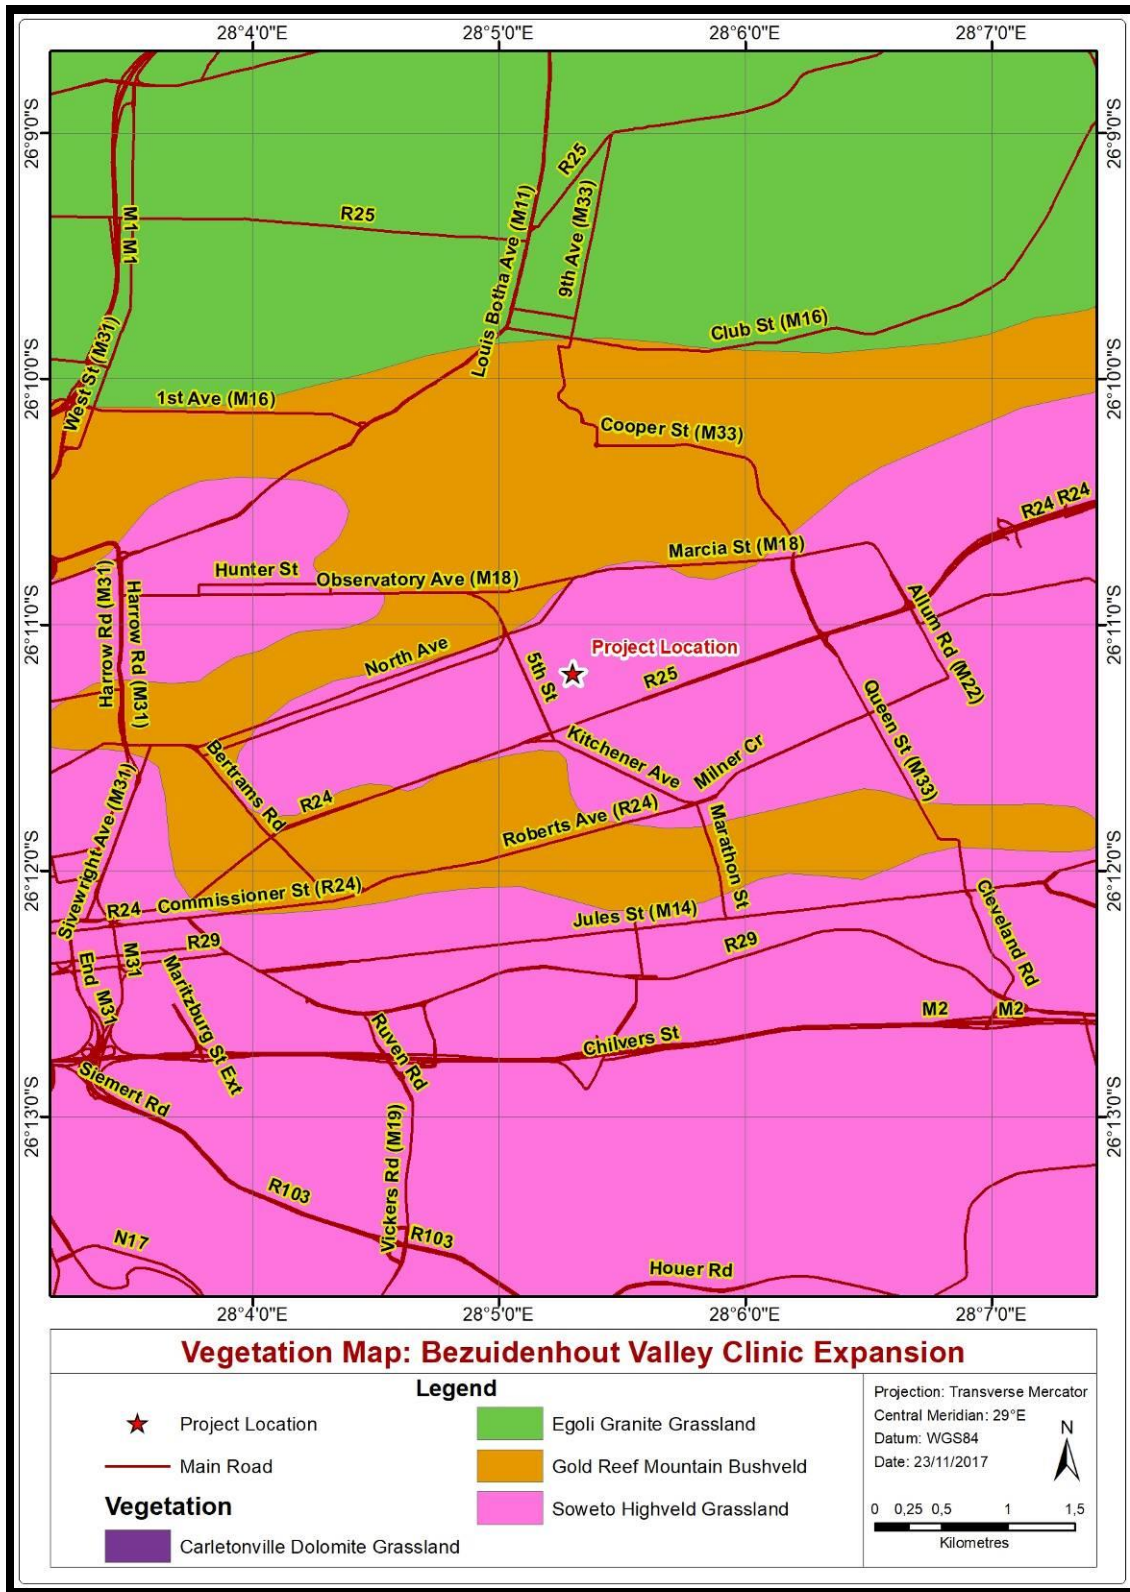 28°4'0"E
28°5'0"E
28°6'0"E
28°7'0"E
26°9'0"S
26°9'0"S
R25
M1 M1
R25
Louis Botha Ave (M11)
9th Ave (M33)
West St (M31)
Club St (M16)
26°10'0"S
26°10'0"S
1st Ave (M16)
Cooper St (M33)
R24 R24
Marcia St (M18)
Hunter St
Observatory Ave (M18)
Harrow Rd (M31)
Harrow Rd (M31)
Allum Rd (M22)
26°11'0"S
26°11'0"S
North Ave
Project Location
5th St
R25
Queen St (M33)
Kitchener Ave
Milner Cr
Bertrams Rd
Sivewright Ave (M31)
R24
Roberts Ave (R24)
Marathon St
26°12'0"S
26°12'0"S
R24
Commissioner St (R24)
Jules St (M14)
Cleveland Rd
R29
R29
End
M31
M31
Maritzburg St Ext
M2
M2
Ruven Rd
Chilvers St
Siemert Rd
26°13'0"S
26°13'0"S
Vickers Rd (M19)
R103
R103
N17
Houer Rd
28°4'0"E
28°5'0"E
28°6'0"E
28°7'0"E
Vegetation Map: Bezuidenhout Valley Clinic Expansion
Legend
Project Location
Main Road
Vegetation
Carletonville Dolomite Grassland
Egoli Granite Grassland
Gold Reef Mountain Bushveld
Soweto Highveld Grassland
Projection: Transverse Mercator
Central Meridian: 29°E
Datum: WGS84
Date: 23/11/2017
N
0 0,25 0,5 1 1,5
Kilometres